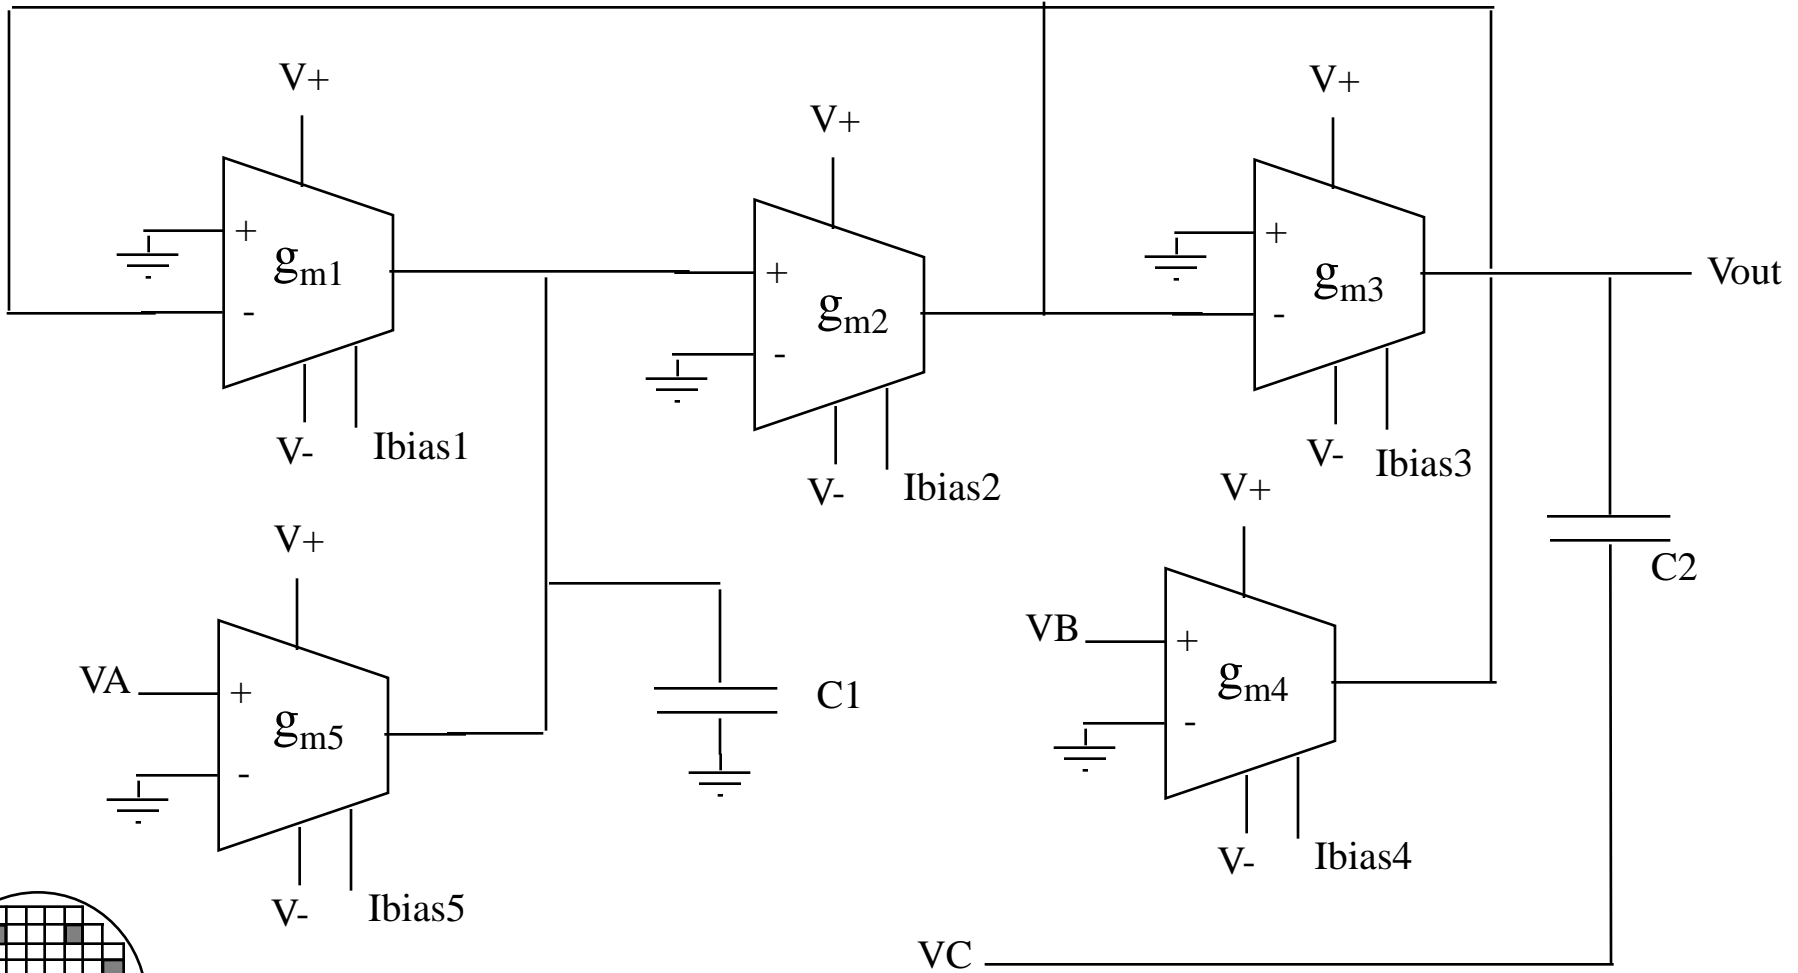 V+
V+
V+
+
gm1
-
+
gm2
-
+
gm3
-
Vout
V-
Ibias1
V-
Ibias2
V-
Ibias3
V+
VA
+
gm5
-
C1
V+
VB
+
gm4
-
C2
V-
Ibias5
V-
Ibias4
VC